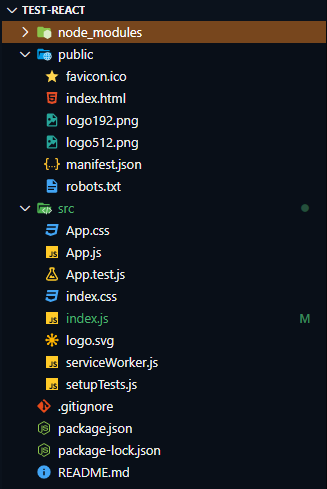 TEST-REACT
node_modules
public
favicon.ico
index.html
logo192.png
logo512.png
manifest.json
robots.txt
src
App.css
App.js
App.test.js
index.css
index.js M
logo.svg
serviceWorker.js
setupTests.js
.gitignore
package.json
package-lock.json
README.md